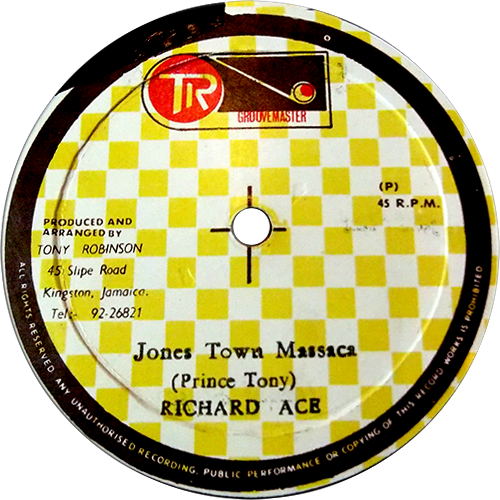 TR
GROOVEMASTER
(P)
45 R.P.M.
PRODUCED AND
ARRANGED BY
TONY ROBINSON
45 Slipe Road
Kingston, Jamaica.
Tel:- 92-26821
Jones Town Massaca
(Prince Tony)
RICHARD ACE
ALL RIGHTS RESERVED. ANY UNAUTHORISED RECORDING, PUBLIC PERFORMANCE OR COPYING OF THIS RECORD WORKS IS PROHIBITED